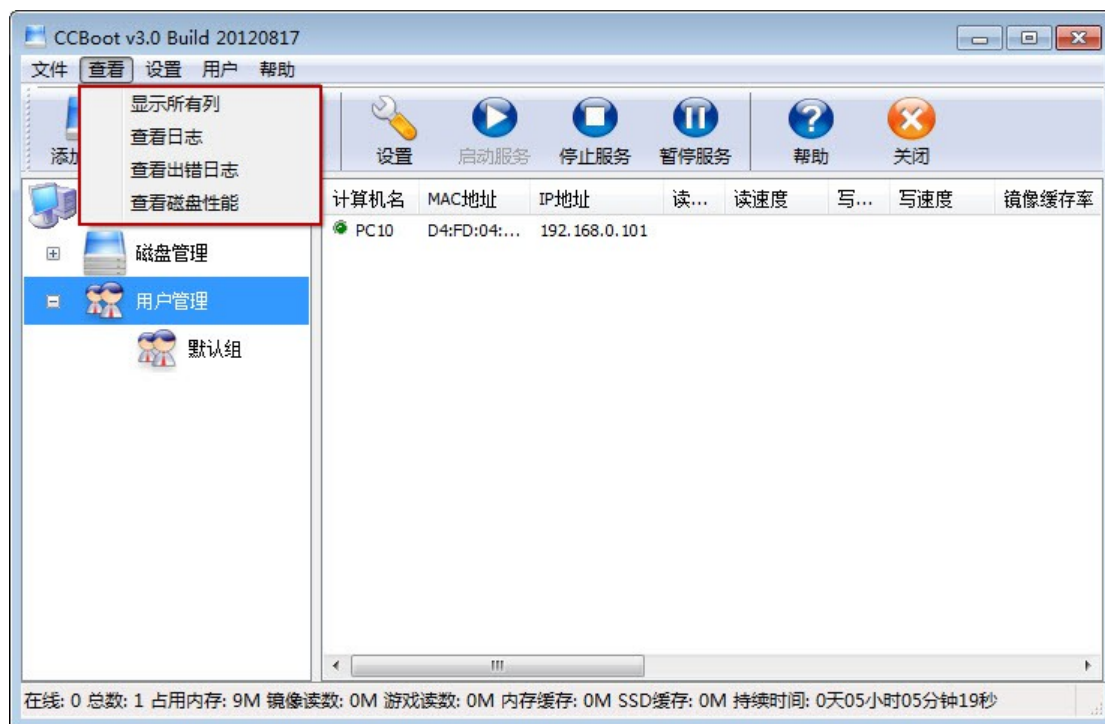 CCBoot v3.0 Build 20120817
文件 查看 设置 用户 帮助
显示所有列
查看日志
查看出错日志
查看磁盘性能
设置 启动服务 停止服务 暂停服务 帮助 关闭
计算机名 MAC地址 IP地址 读... 读速度 写... 写速度 镜像缓存率
PC10 D4:FD:04:... 192.168.0.101
磁盘管理
用户管理
默认组
在线: 0 总数: 1 占用内存: 9M 镜像读数: 0M 游戏读数: 0M 内存缓存: 0M SSD缓存: 0M 持续时间: 0天05小时05分钟19秒